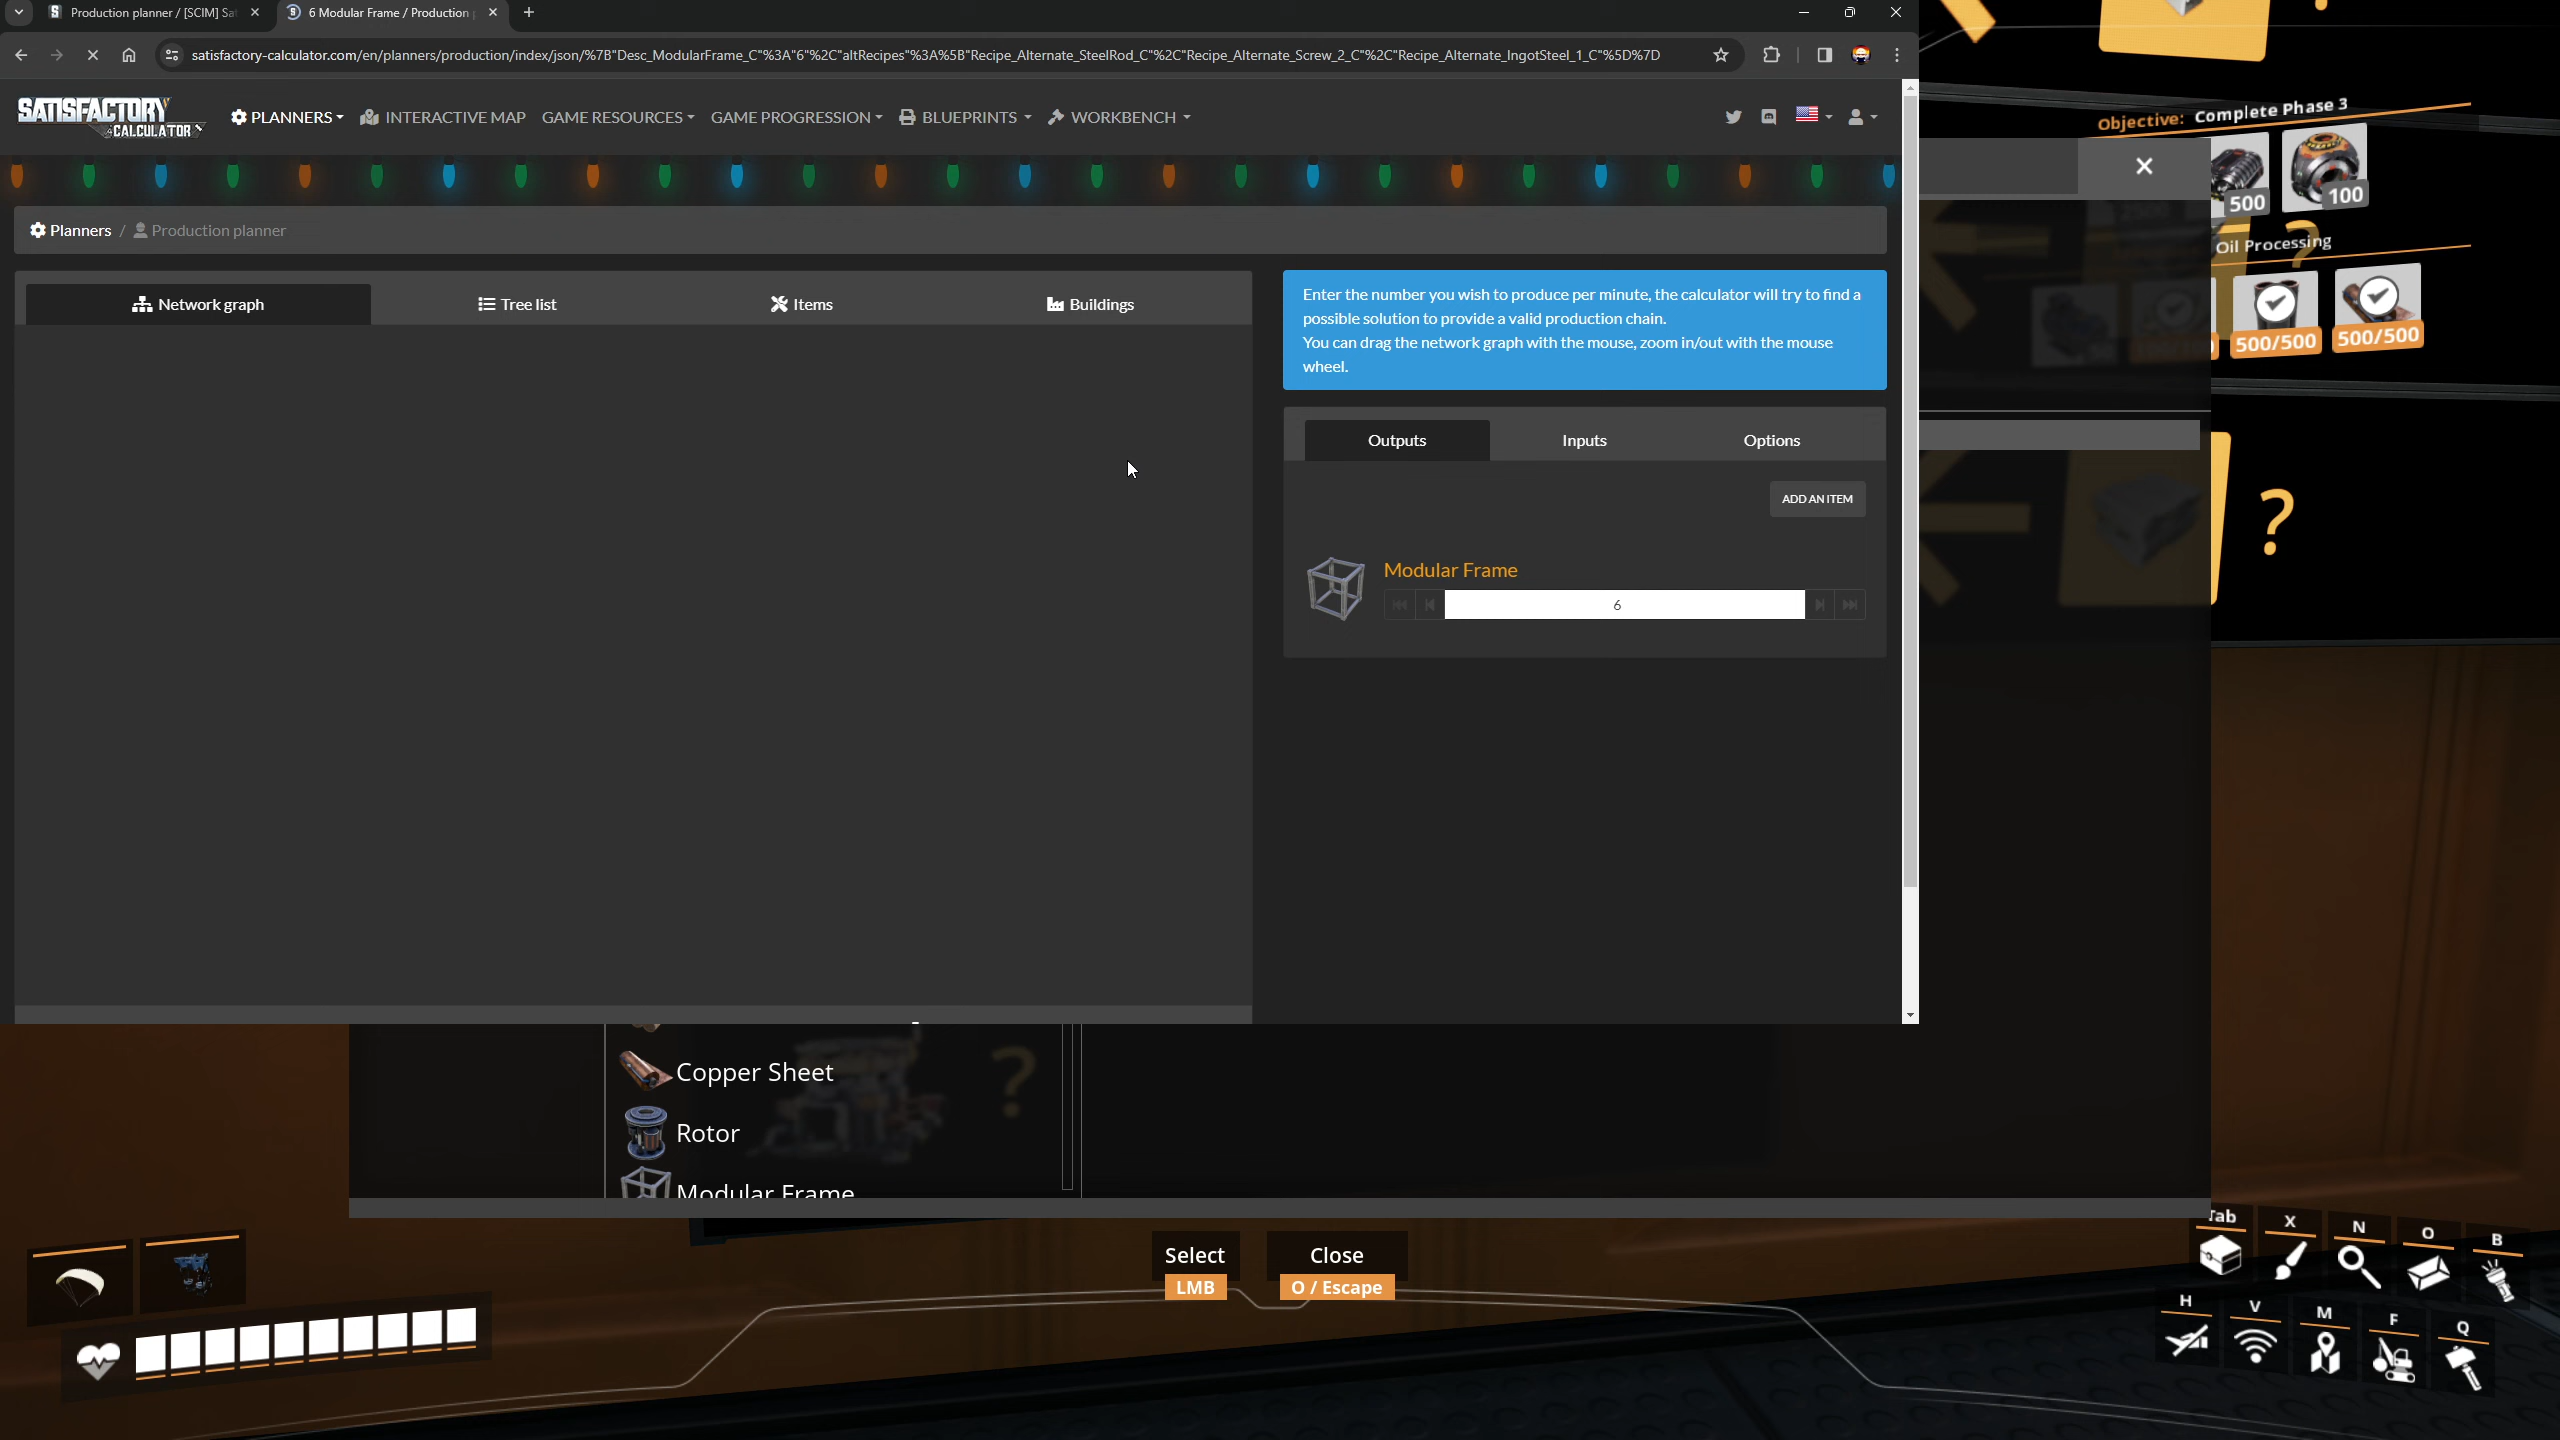 Production planner / [SCIM] Sa
6 Modular Frame / Production
satisfactory-calculator.com/en/planners/production/index/json/%7B"Desc_ModularFrame_C"%3A"6"%2C"altRecipes"%3A%5B"Recipe_Alternate_SteelRod_C"%2C"Recipe_Alternate_Screw_2_C"%2C"Recipe_Alternate_IngotSteel_1_C"%5D%7D
SATISFACTORY
CALCULATOR
PLANNERS
INTERACTIVE MAP
GAME RESOURCES
GAME PROGRESSION
BLUEPRINTS
WORKBENCH
Planners / Production planner
Network graph
Tree list
Items
Buildings
Enter the number you wish to produce per minute, the calculator will try to find a
possible solution to provide a valid production chain.
You can drag the network graph with the mouse, zoom in/out with the mouse
wheel.
Outputs
Inputs
Options
ADD AN ITEM
Modular Frame
6
Objective: Complete Phase 3
500
100
Oil Processing
500/500
500/500
?
Copper Sheet
Rotor
Modular Frame
?
Select
LMB
Close
O / Escape
Tab
X
N
O
B
H
V
M
F
Q